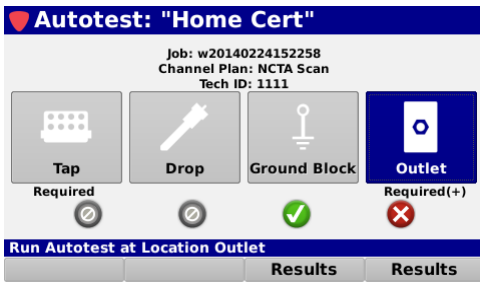 Autotest: "Home Cert"
Job: w20140224152258
Channel Plan: NCTA Scan
Tech ID: 1111
Tap Drop Ground Block Outlet
Required Required(+)
Run Autotest at Location Outlet
Results Results